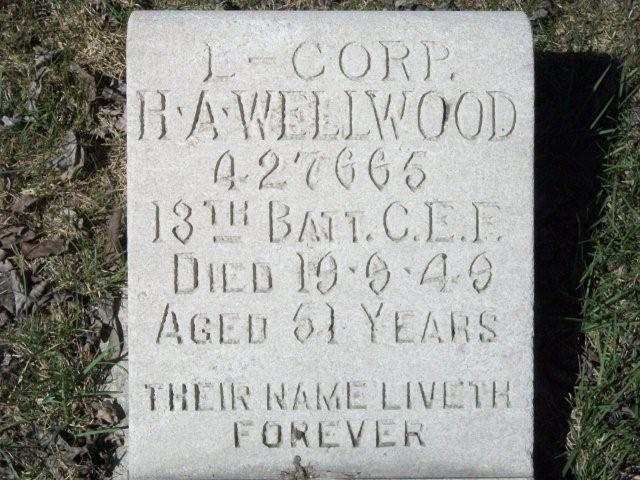 L-CORP.
H·A·WELLWOOD
427665
13TH BATT. C.E.F.
DIED 19·9·49
AGED 51 YEARS
THEIR NAME LIVETH
FOREVER